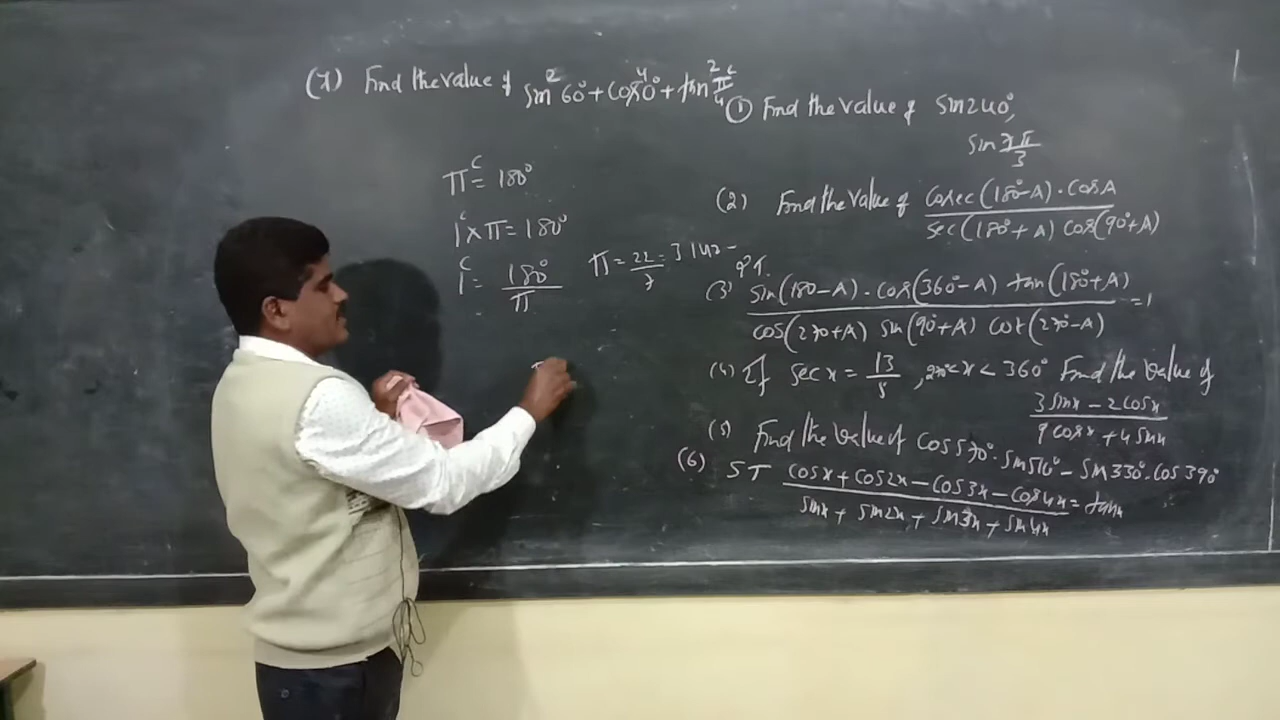 (7) Find the value of sin²60° + cos⁴0° + tan² π^c/4
π^c = 180°
1^c × π = 180°
1^c = 180°/π
π = 22/7 = 3.142 -
(1) Find the value of sin 240°,
sin 7π/3
(2) Find the Value of Cosec(180°-A) · CosA / sec(180°+A) Cos(90°+A)
(3) P.T. sin(180-A) · cos(360°-A) tan(180°+A) / cos(270+A) sin(90°+A) cot(270°-A) = 1
(4) If sec x = 13/5, 270° < x < 360° Find the value of
3 sinx - 2 cosx / 9 cosx + 4 sinx
(5) Find the value of Cos570° · Sin510° - Sin330° · Cos390°
(6) ST cosx + cos2x - cos3x - cos4x / sinx + sin2x + sin3x + sin4x = tanx